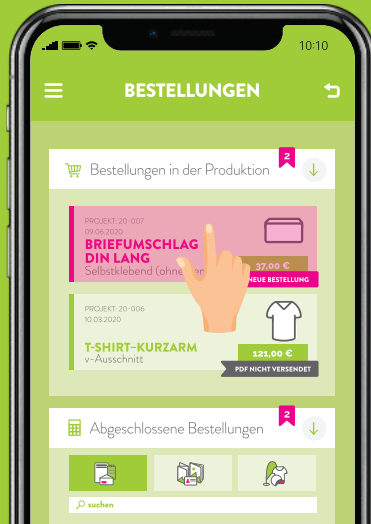 10:10
BESTELLUNGEN
2
Bestellungen in der Produktion
PROJEKT: 20-007
09.06.2020
BRIEFUMSCHLAG
DIN LANG
Selbstklebend (ohne
37,00 €
NEUE BESTELLUNG
PROJEKT: 20-006
10.03.2020
T-SHIRT-KURZARM
v-Ausschnitt
121,00 €
PDF NICHT VERSENDET
2
Abgeschlossene Bestellungen
suchen